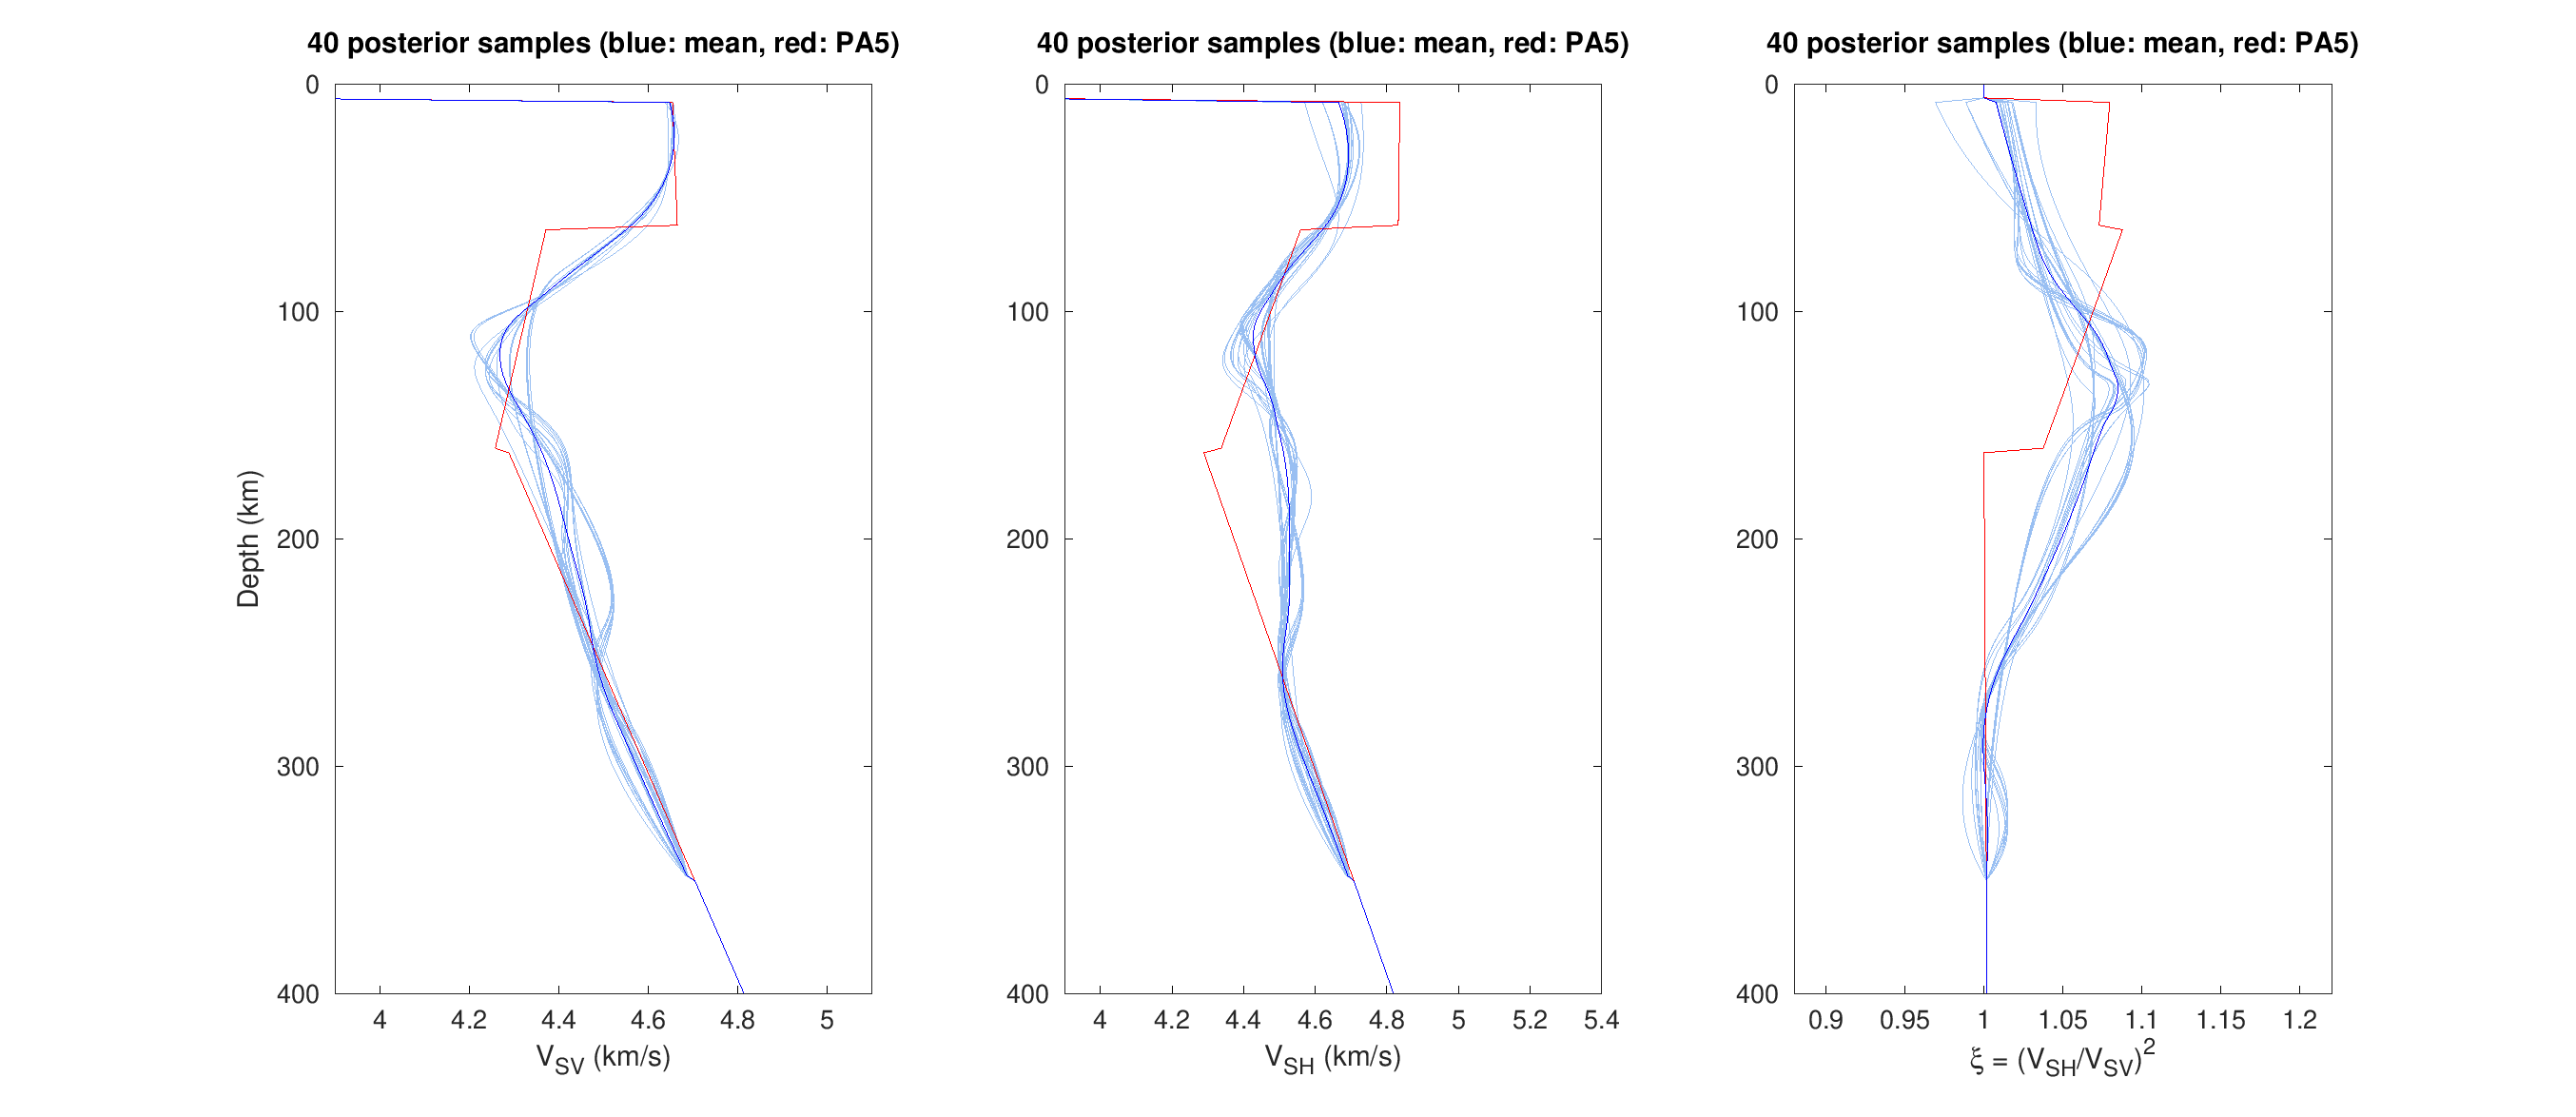 40 posterior samples (blue: mean, red: PA5)
0
100
200
300
400
Depth (km)
4 4.2 4.4 4.6 4.8 5
V_SV (km/s)
40 posterior samples (blue: mean, red: PA5)
0
100
200
300
400
4 4.2 4.4 4.6 4.8 5 5.2 5.4
V_SH (km/s)
40 posterior samples (blue: mean, red: PA5)
0
100
200
300
400
0.9 0.95 1 1.05 1.1 1.15 1.2
ξ = (V_SH/V_SV)^2